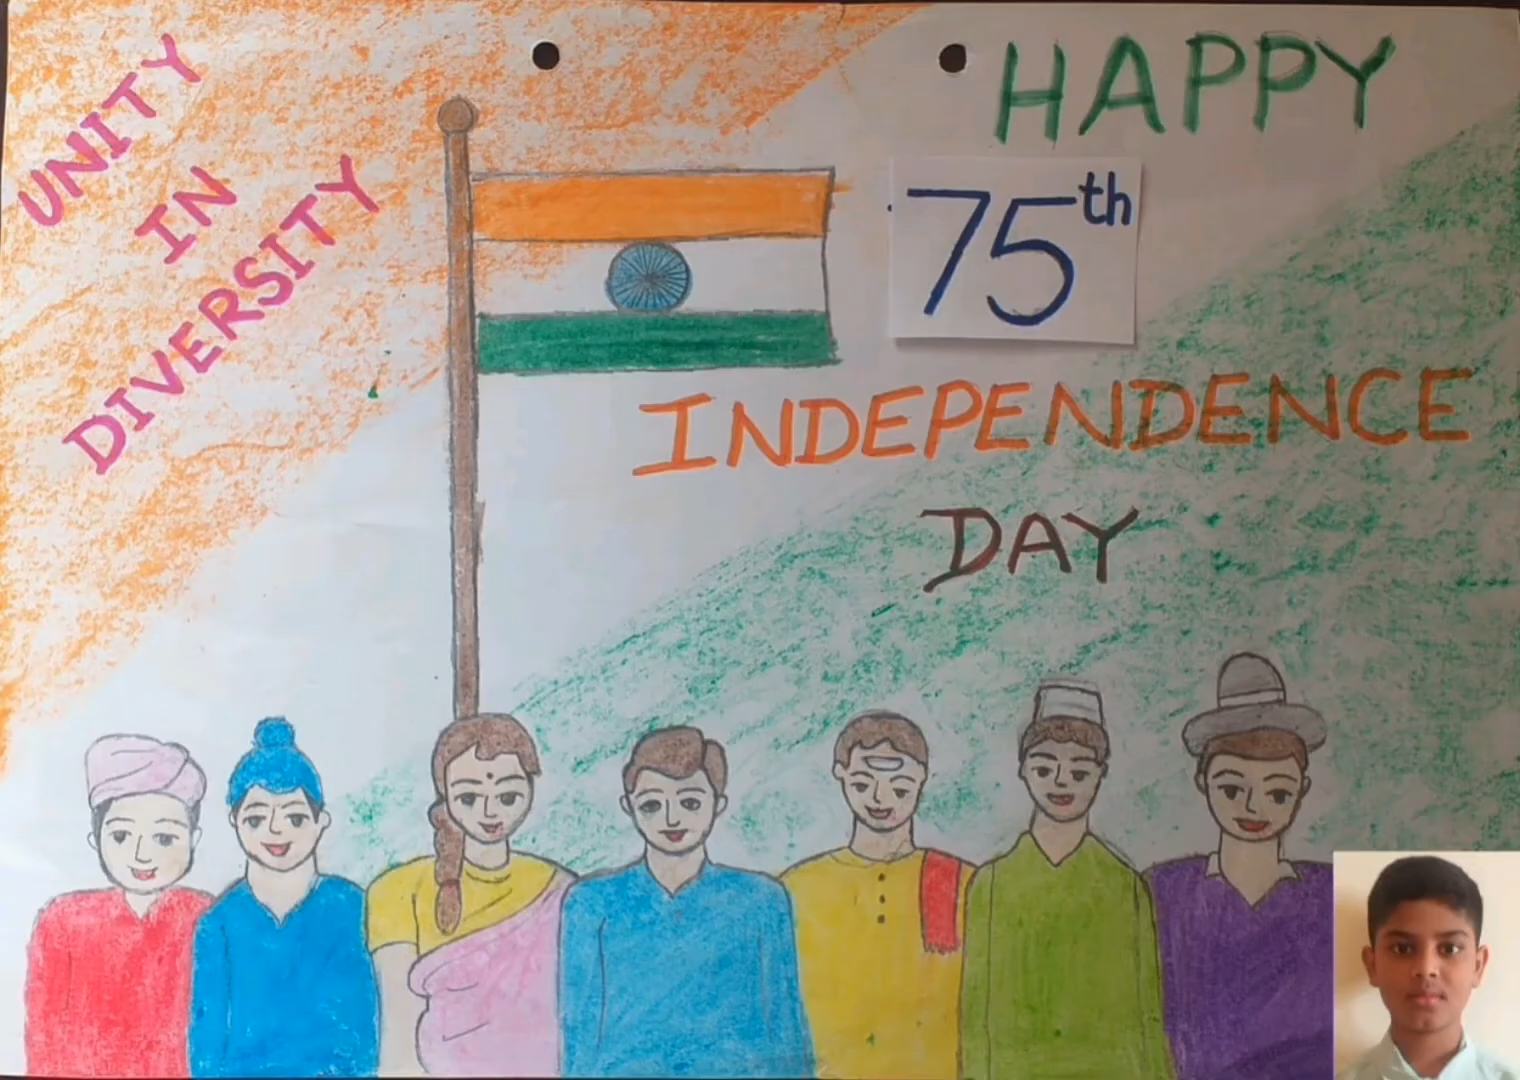 UNITY
IN
DIVERSITY
HAPPY
75th
INDEPENDENCE
DAY